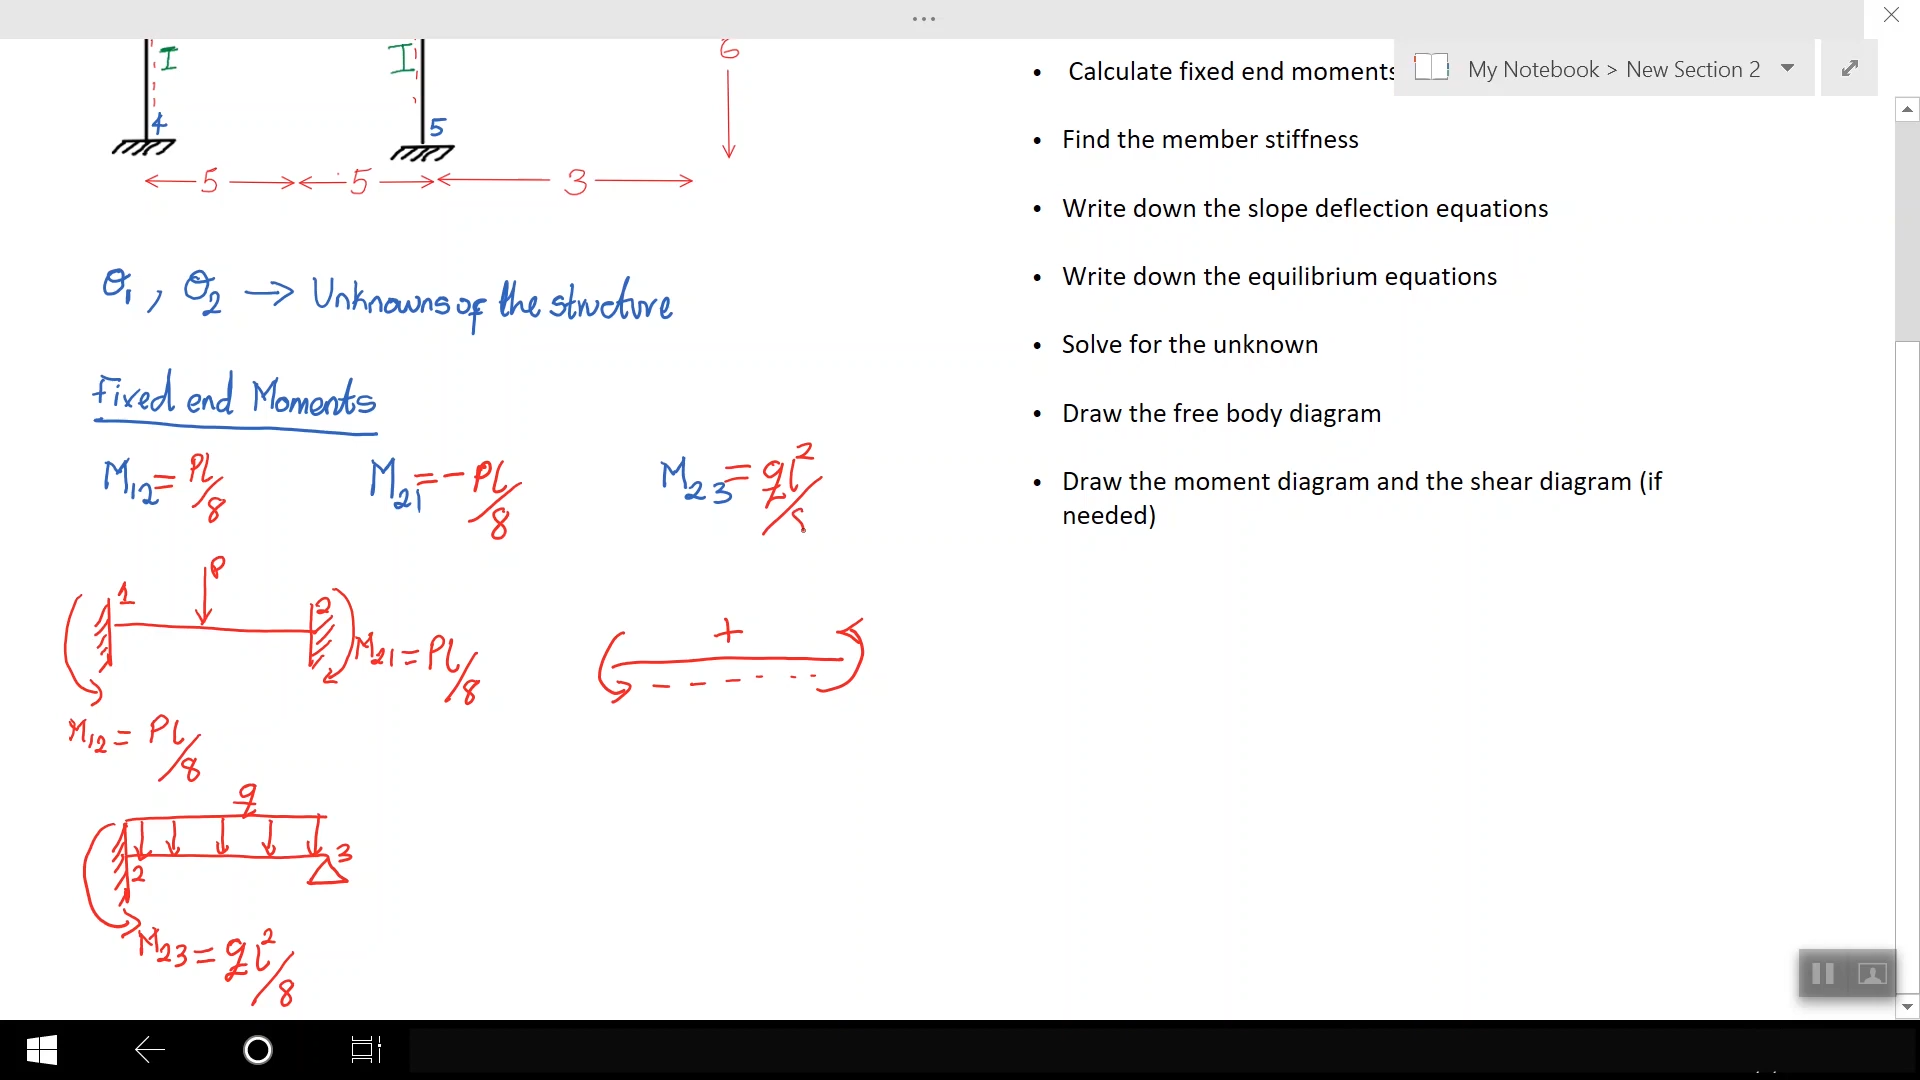 I I 6
4 5
5 5 3
θ1 , θ2 → Unknowns of the structure
Fixed end Moments
M12 = Pl/8 M21 = - Pl/8 M23 = ql²/
P
1 2
M21 = Pl/8
+
M12 = Pl/8
q
2 3
M23 = ql²/8
• Calculate fixed end moments
• Find the member stiffness
• Write down the slope deflection equations
• Write down the equilibrium equations
• Solve for the unknown
• Draw the free body diagram
• Draw the moment diagram and the shear diagram (if
needed)
My Notebook > New Section 2